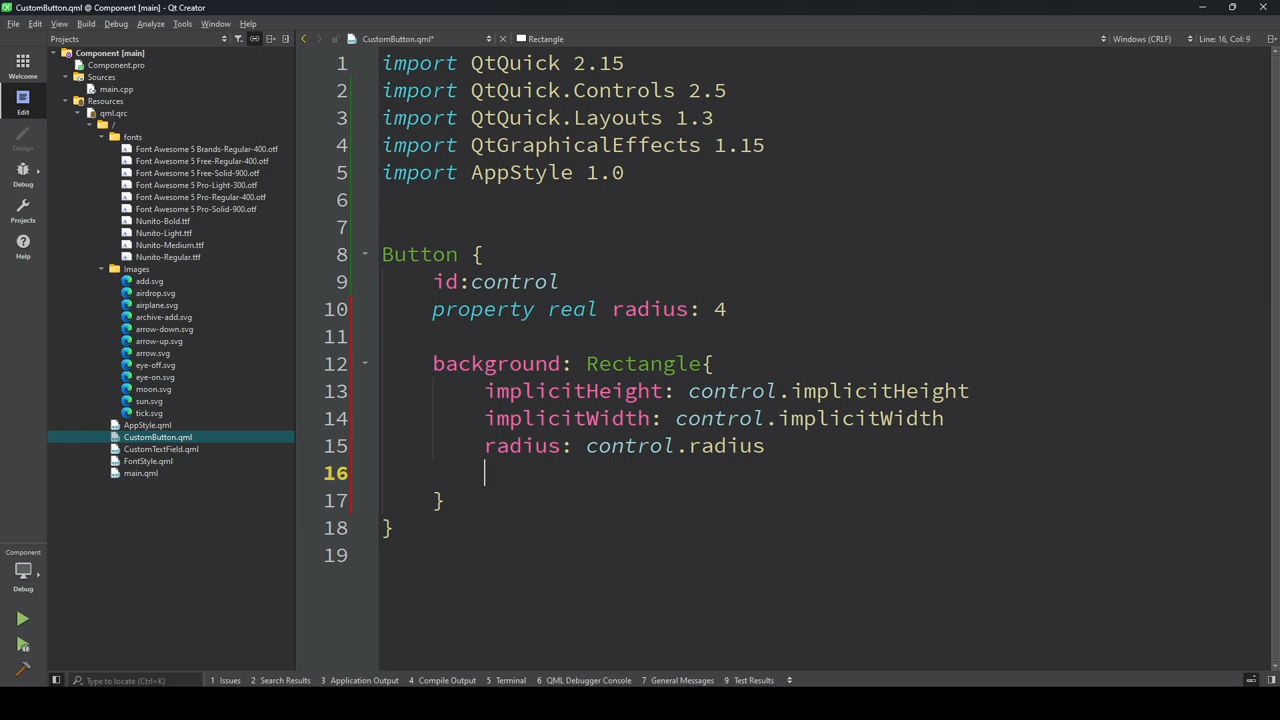 CustomButton.qml @ Component [main] - Qt Creator
File Edit View Build Debug Analyze Tools Window Help
Projects
CustomButton.qml*
Rectangle
Windows (CRLF)
Line: 16, Col: 9
Welcome
Edit
Design
Debug
Projects
Help
Component [main]
Component.pro
Sources
main.cpp
Resources
qml.qrc
/
fonts
Font Awesome 5 Brands-Regular-400.otf
Font Awesome 5 Free-Regular-400.otf
Font Awesome 5 Free-Solid-900.otf
Font Awesome 5 Pro-Light-300.otf
Font Awesome 5 Pro-Regular-400.otf
Font Awesome 5 Pro-Solid-900.otf
Nunito-Bold.ttf
Nunito-Light.ttf
Nunito-Medium.ttf
Nunito-Regular.ttf
Images
add.svg
airdrop.svg
airplane.svg
archive-add.svg
arrow-down.svg
arrow-up.svg
arrow.svg
eye-off.svg
eye-on.svg
moon.svg
sun.svg
tick.svg
AppStyle.qml
CustomButton.qml
CustomTextField.qml
FontStyle.qml
main.qml
1 import QtQuick 2.15
2 import QtQuick.Controls 2.5
3 import QtQuick.Layouts 1.3
4 import QtGraphicalEffects 1.15
5 import AppStyle 1.0
6
7
8 Button {
9 id:control
10 property real radius: 4
11
12 background: Rectangle{
13 implicitHeight: control.implicitHeight
14 implicitWidth: control.implicitWidth
15 radius: control.radius
16
17 }
18 }
19
Component
Debug
Type to locate (Ctrl+K)
1 Issues 2 Search Results 3 Application Output 4 Compile Output 5 Terminal 6 QML Debugger Console 7 General Messages 9 Test Results